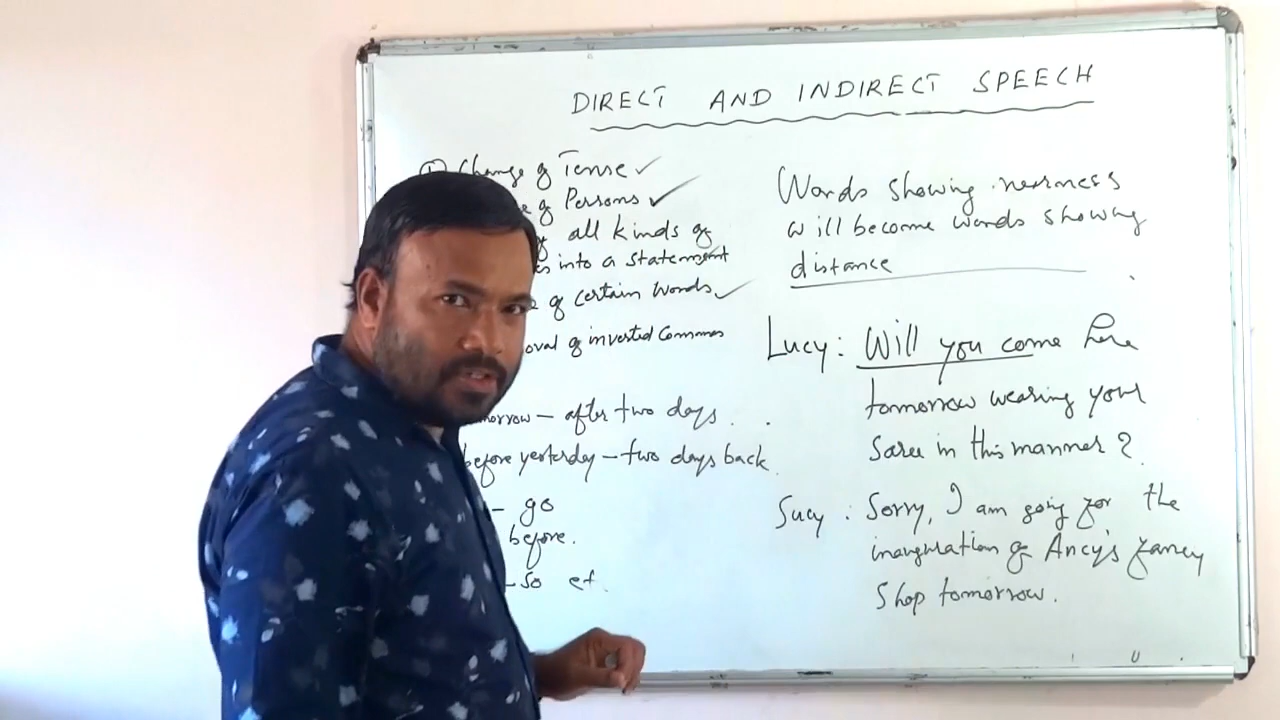 DIRECT AND INDIRECT SPEECH
① Change of Tense ✓
of Persons ✓
all kinds of
into a statement
of certain words ✓
of inverted commas
– after two days.
before yesterday – two days back
– go
before.
– so et.
Words showing nearness
will become words showing
distance
Lucy: Will you come here
tomorrow wearing your
saree in this manner?
Sucy: Sorry, I am going for the
inauguration of Ancy's fancy
shop tomorrow.